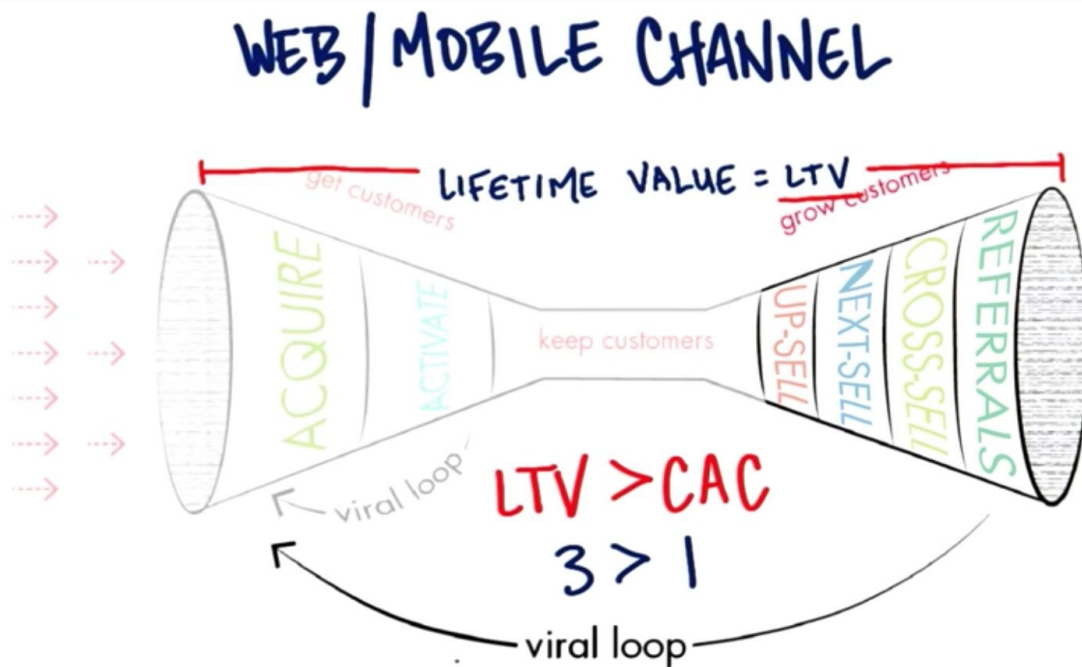 WEB/MOBILE CHANNEL
LIFETIME VALUE = LTV
get customers
grow customers
ACQUIRE
ACTIVATE
keep customers
UP-SELL
NEXT-SELL
CROSS-SELL
REFERRALS
viral loop
LTV > CAC
3 > 1
viral loop